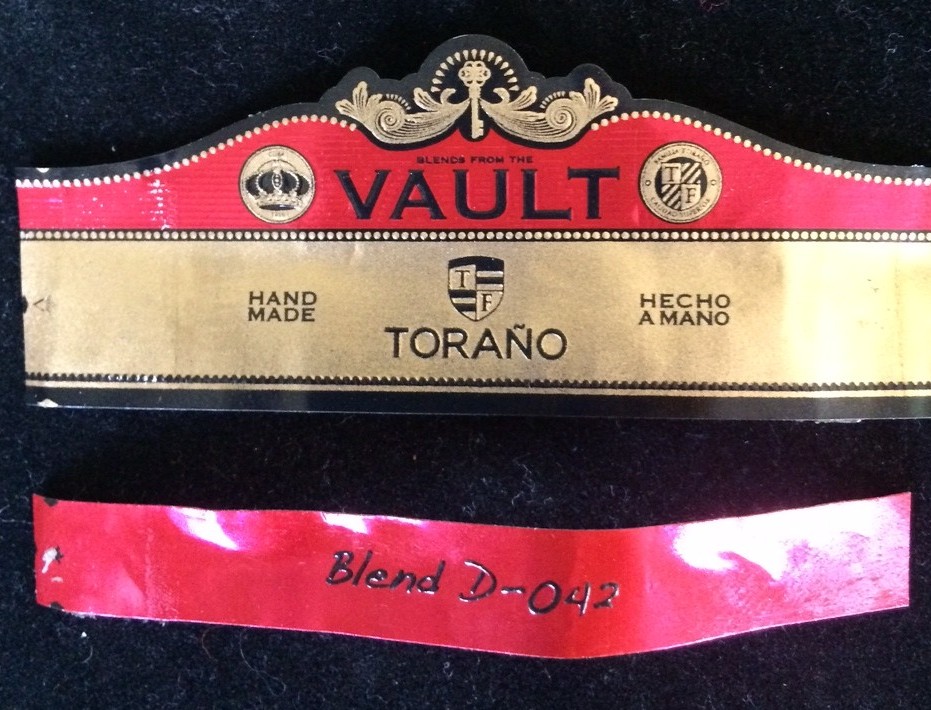 BLENDS FROM THE
VAULT
T
F
T
F
HAND
MADE
HECHO
A MANO
TORAÑO
Blend D-042